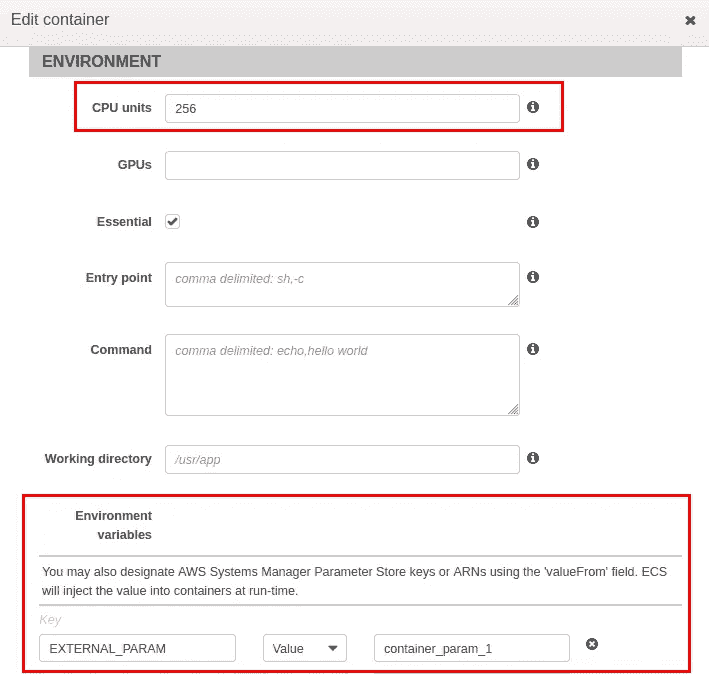 Edit container
ENVIRONMENT
CPU units 256
GPUs
Essential
Entry point comma delimited: sh,-c
Command comma delimited: echo,hello world
Working directory /usr/app
Environment
variables
You may also designate AWS Systems Manager Parameter Store keys or ARNs using the 'valueFrom' field. ECS
will inject the value into containers at run-time.
Key
EXTERNAL_PARAM Value container_param_1